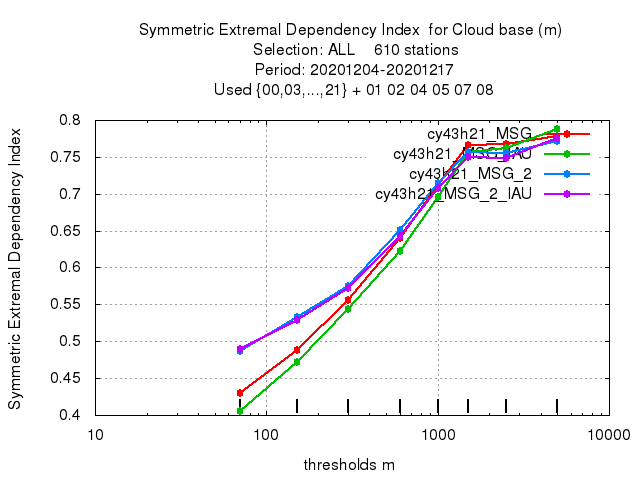 Symmetric Extremal Dependency Index  for Cloud base (m)
Selection: ALL    610 stations
Period: 20201204-20201217
Used {00,03,...,21} + 01 02 04 05 07 08
Symmetric Extremal Dependency Index
0.8
0.75
0.7
0.65
0.6
0.55
0.5
0.45
0.4
cy43h21_MSG
cy43h21_MSG_IAU
cy43h21_MSG_2
cy43h21_MSG_2_IAU
10
100
1000
10000
thresholds m